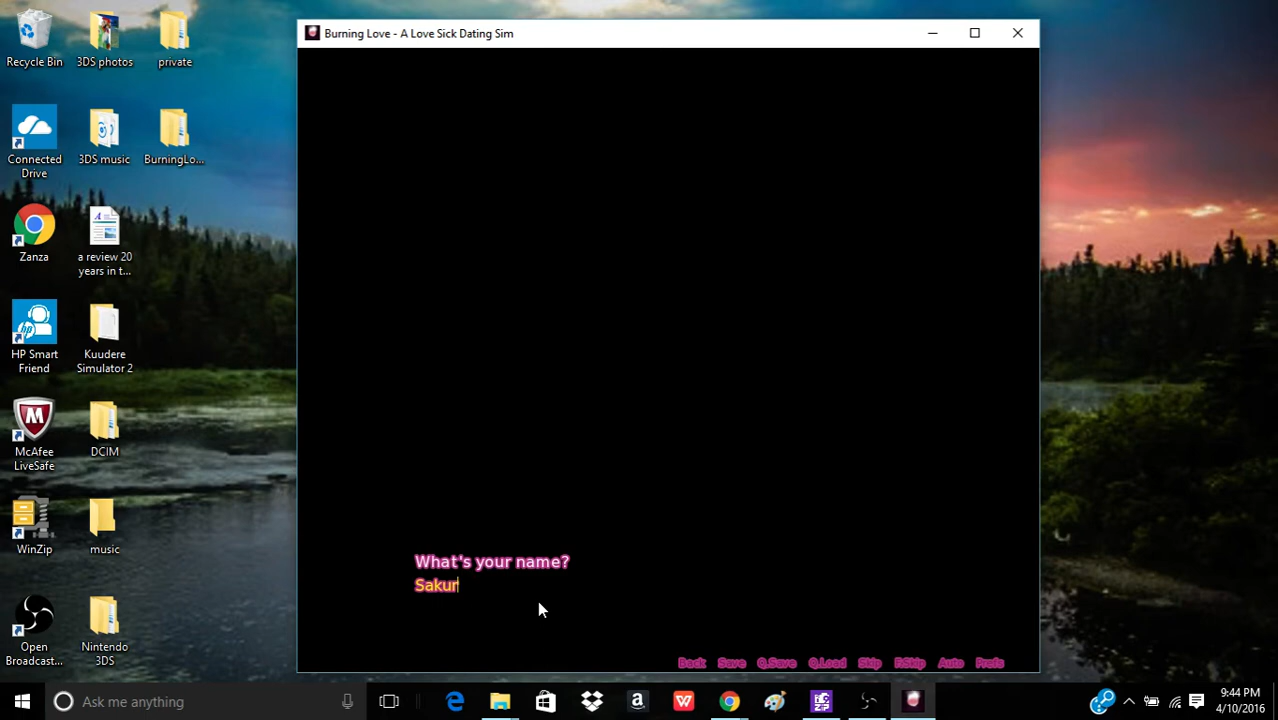 Burning Love - A Love Sick Dating Sim
Recycle Bin
3DS photos
private
Connected
Drive
3DS music
BurningLo...
Zanza
a review 20
years in t...
HP Smart
Friend
Kuudere
Simulator 2
McAfee
LiveSafe
DCIM
WinZip
music
Open
Broadcast...
Nintendo
3DS
What's your name?
Sakur
Back Save Q.Save Q.Load Skip F.Skip Auto Prefs
Ask me anything
9:44 PM
4/10/2016